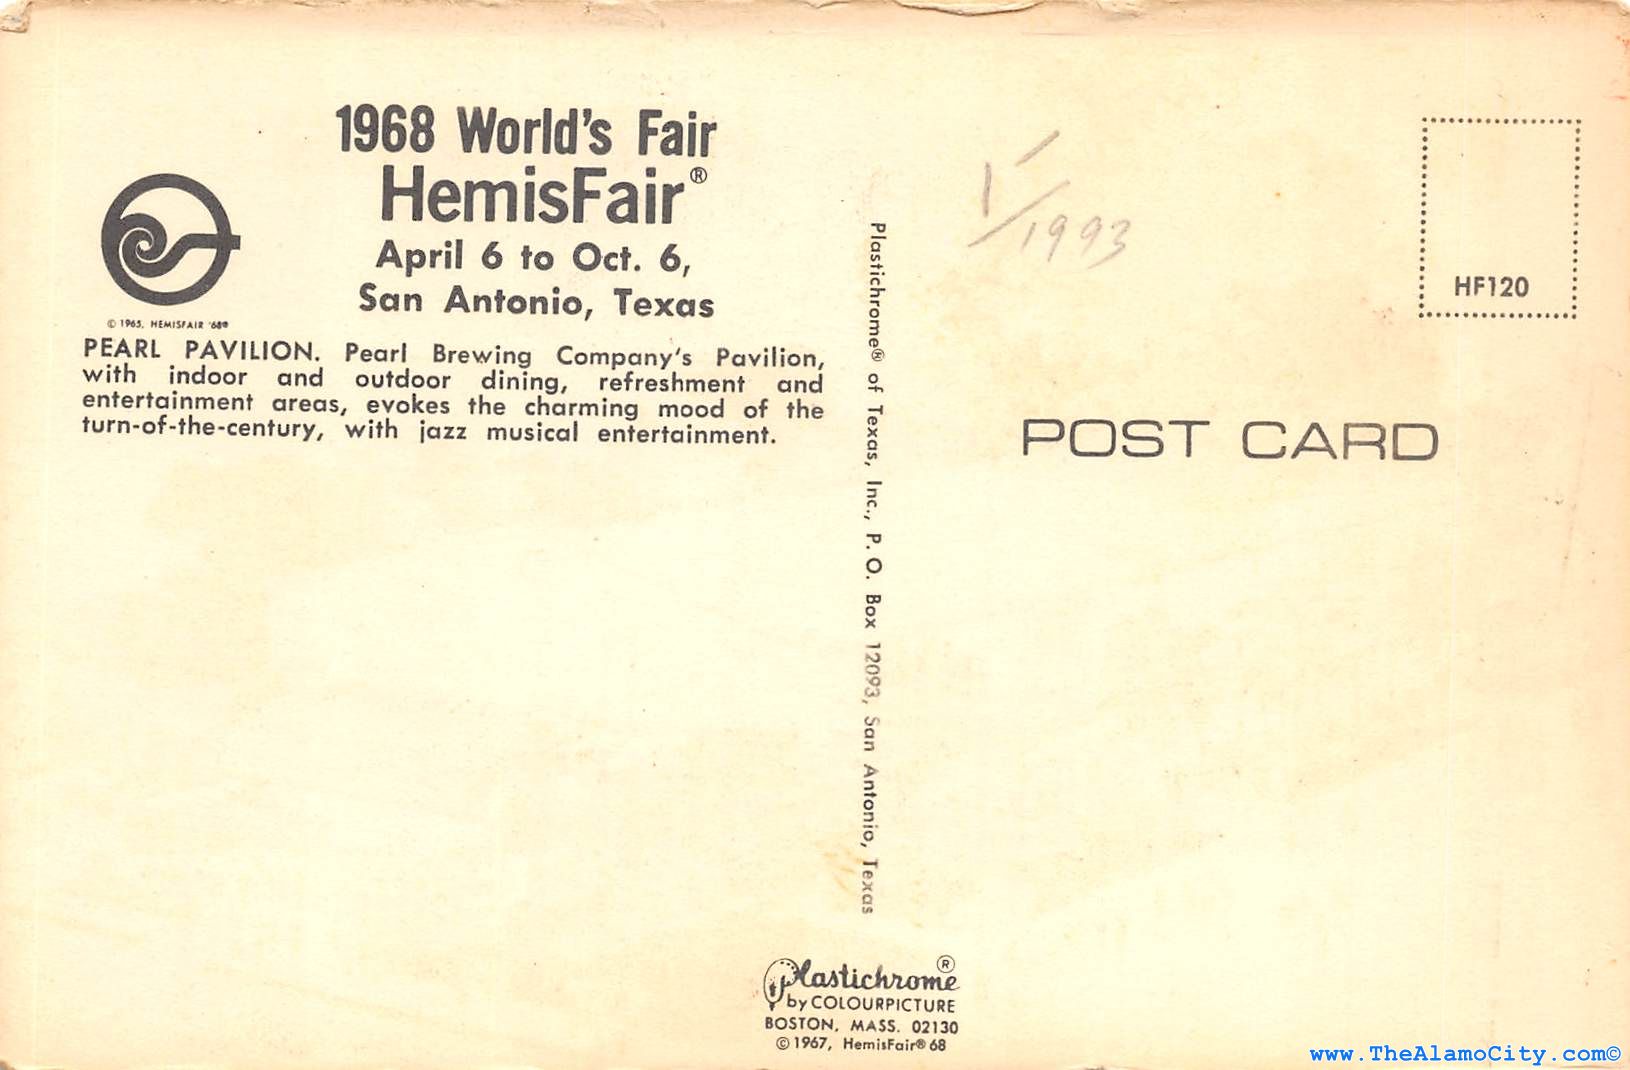 1968 World's Fair
HemisFair®
April 6 to Oct. 6,
San Antonio, Texas
© 1965, HEMISFAIR '68®
PEARL PAVILION. Pearl Brewing Company's Pavilion,
with indoor and outdoor dining, refreshment and
entertainment areas, evokes the charming mood of the
turn-of-the-century, with jazz musical entertainment.
Plastichrome® of Texas, Inc., P. O. Box 12093, San Antonio, Texas
Plastichrome®
by COLOURPICTURE
BOSTON, MASS. 02130
© 1967, HemisFair® 68
1/1993
HF120
POST CARD
www.TheAlamoCity.com©